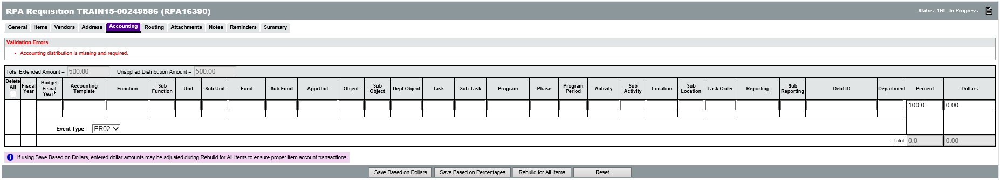 RPA Requisition TRAIN15-00249586 (RPA16390)
Status: 1RI - In Progress
General Items Vendors Address Accounting Routing Attachments Notes Reminders Summary
Validation Errors
• Accounting distribution is missing and required.
Total Extended Amount = 500.00 Unapplied Distribution Amount = 500.00
Delete All
Fiscal Year
Budget Fiscal Year*
Accounting Template
Function
Sub Function
Unit
Sub Unit
Fund
Sub Fund
ApprUnit
Object
Sub Object
Dept Object
Task
Sub Task
Program
Phase
Program Period
Activity
Sub Activity
Location
Sub Location
Task Order
Reporting
Sub Reporting
Debt ID
Department
Percent
Dollars
100.0 0.00
Event Type : PR02
Total: 0.0 0.00
If using Save Based on Dollars, entered dollar amounts may be adjusted during Rebuild for All Items to ensure proper item account transactions.
Save Based on Dollars Save Based on Percentages Rebuild for All Items Reset